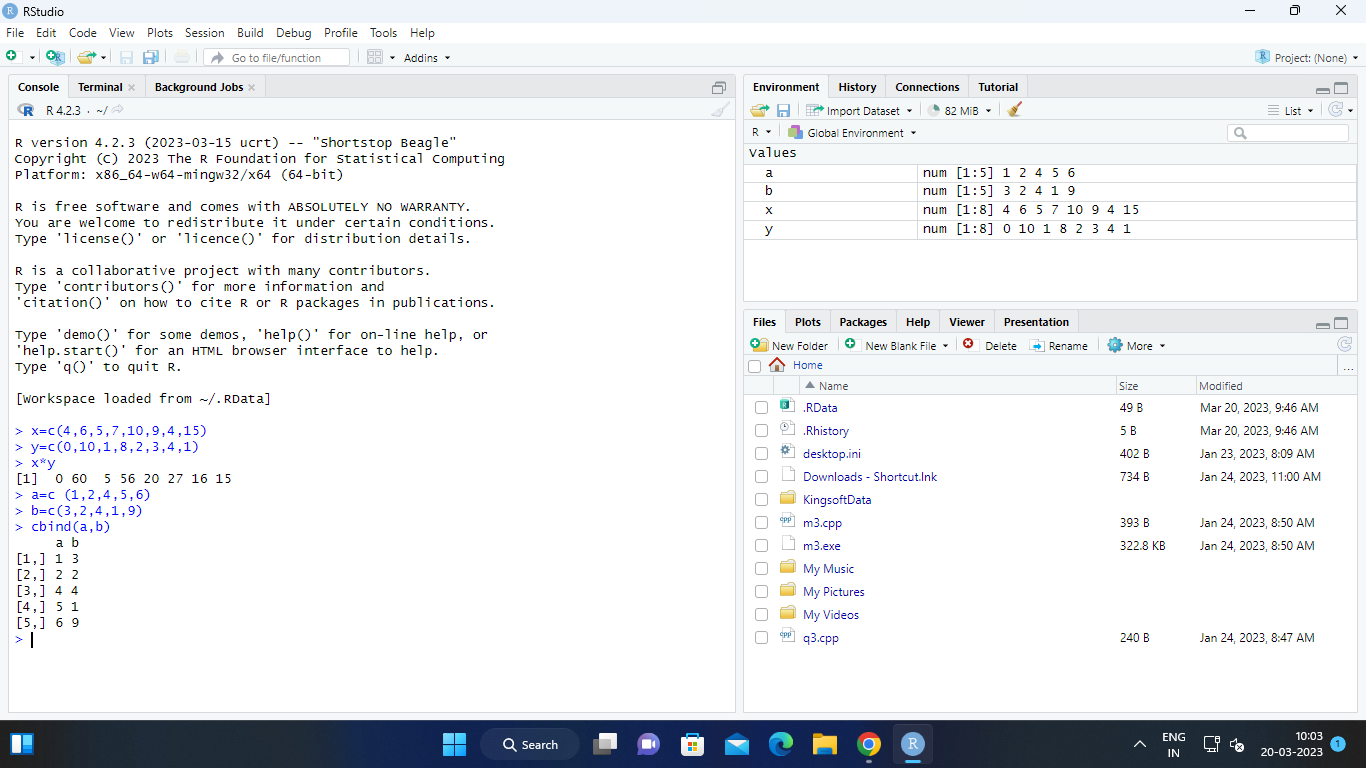 RStudio
File Edit Code View Plots Session Build Debug Profile Tools Help
Go to file/function Addins Project: (None)
Console Terminal Background Jobs
R 4.2.3 · ~/
R version 4.2.3 (2023-03-15 ucrt) -- "Shortstop Beagle"
Copyright (C) 2023 The R Foundation for Statistical Computing
Platform: x86_64-w64-mingw32/x64 (64-bit)
R is free software and comes with ABSOLUTELY NO WARRANTY.
You are welcome to redistribute it under certain conditions.
Type 'license()' or 'licence()' for distribution details.
R is a collaborative project with many contributors.
Type 'contributors()' for more information and
'citation()' on how to cite R or R packages in publications.
Type 'demo()' for some demos, 'help()' for on-line help, or
'help.start()' for an HTML browser interface to help.
Type 'q()' to quit R.
[Workspace loaded from ~/.RData]
> x=c(4,6,5,7,10,9,4,15)
> y=c(0,10,1,8,2,3,4,1)
> x*y
[1]  0 60  5 56 20 27 16 15
> a=c (1,2,4,5,6)
> b=c(3,2,4,1,9)
> cbind(a,b)
     a b
[1,] 1 3
[2,] 2 2
[3,] 4 4
[4,] 5 1
[5,] 6 9
>
Environment History Connections Tutorial
Import Dataset 82 MiB List
R Global Environment
Values
a num [1:5] 1 2 4 5 6
b num [1:5] 3 2 4 1 9
x num [1:8] 4 6 5 7 10 9 4 15
y num [1:8] 0 10 1 8 2 3 4 1
Files Plots Packages Help Viewer Presentation
New Folder New Blank File Delete Rename More
Home ...
Name Size Modified
.RData 49 B Mar 20, 2023, 9:46 AM
.Rhistory 5 B Mar 20, 2023, 9:46 AM
desktop.ini 402 B Jan 23, 2023, 8:09 AM
Downloads - Shortcut.lnk 734 B Jan 24, 2023, 11:00 AM
KingsoftData
m3.cpp 393 B Jan 24, 2023, 8:50 AM
m3.exe 322.8 KB Jan 24, 2023, 8:50 AM
My Music
My Pictures
My Videos
q3.cpp 240 B Jan 24, 2023, 8:47 AM
Search
ENG
IN
10:03
20-03-2023
1